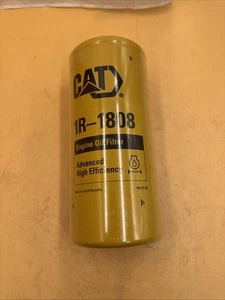 CAT
1R-1808
Engine Oil Filter
Advanced
High Efficiency